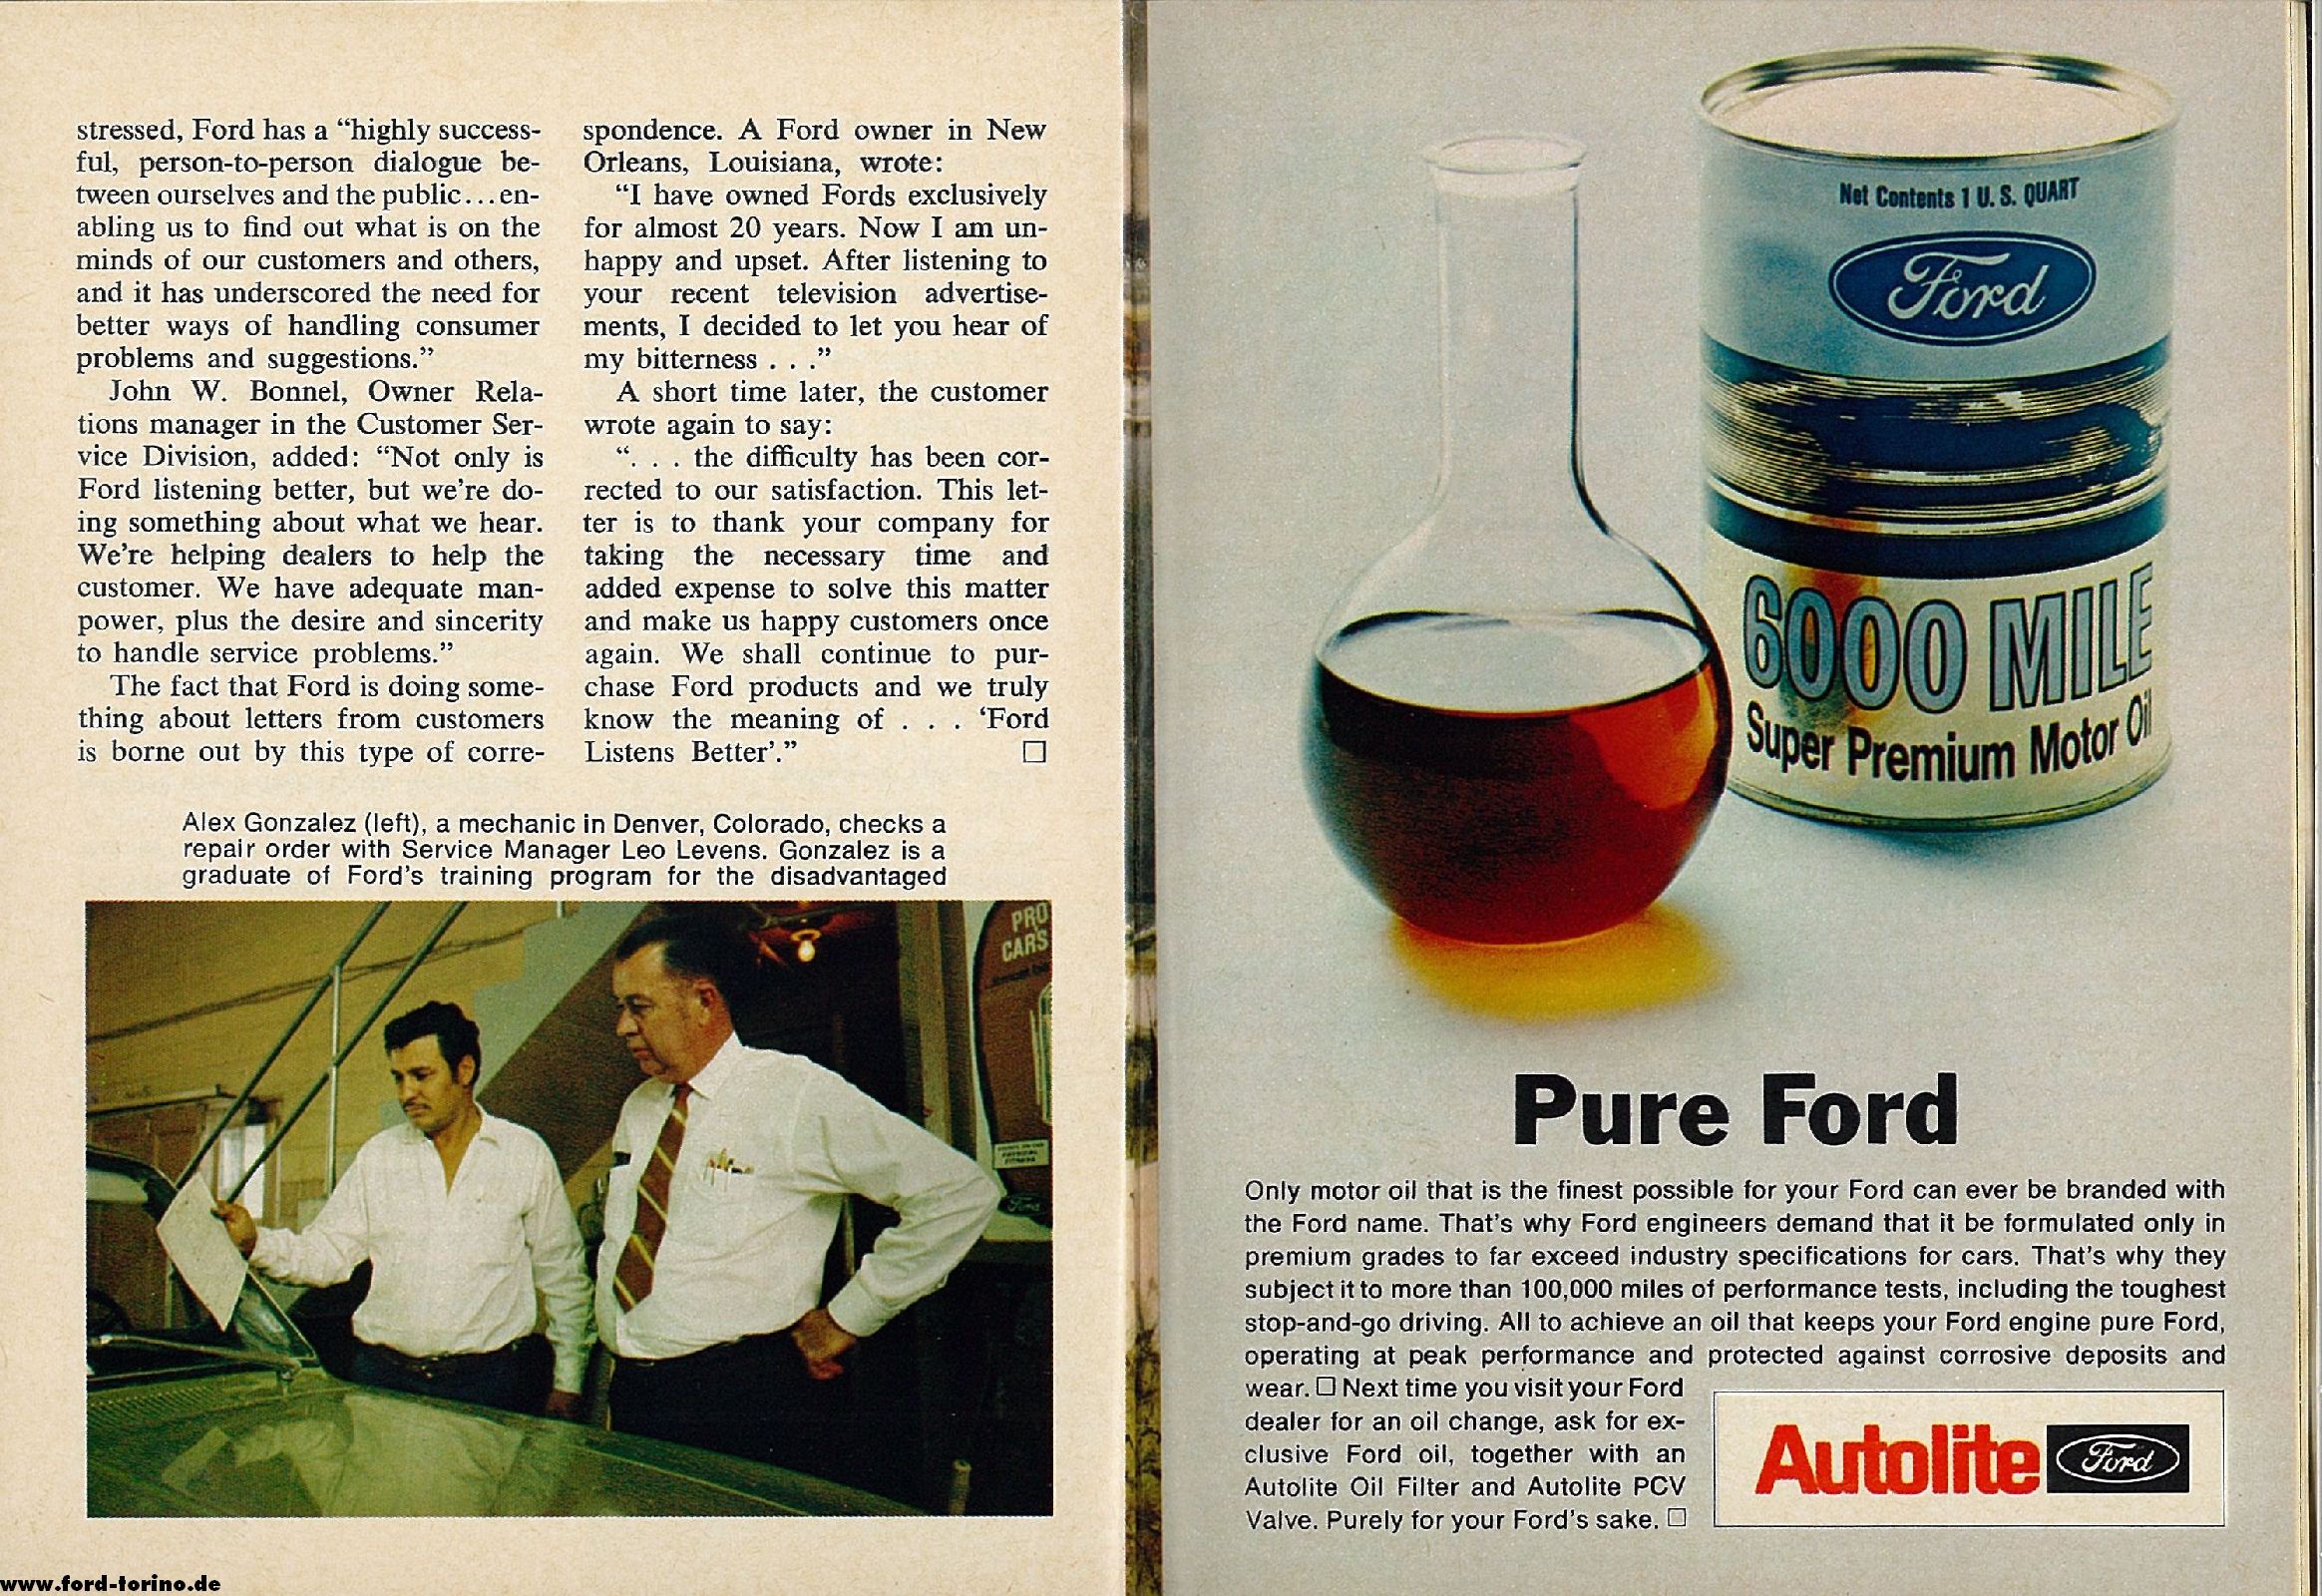 stressed, Ford has a “highly success-
ful, person-to-person dialogue be-
tween ourselves and the public...en-
abling us to find out what is on the
minds of our customers and others,
and it has underscored the need for
better ways of handling consumer
problems and suggestions.”
John W. Bonnel, Owner Rela-
tions manager in the Customer Ser-
vice Division, added: “Not only is
Ford listening better, but we’re do-
ing something about what we hear.
We’re helping dealers to help the
customer. We have adequate man-
power, plus the desire and sincerity
to handle service problems.”
The fact that Ford is doing some-
thing about letters from customers
is borne out by this type of corre-
spondence. A Ford owner in New
Orleans, Louisiana, wrote:
“I have owned Fords exclusively
for almost 20 years. Now I am un-
happy and upset. After listening to
your recent television advertise-
ments, I decided to let you hear of
my bitterness . . .”
A short time later, the customer
wrote again to say:
“. . . the difficulty has been cor-
rected to our satisfaction. This let-
ter is to thank your company for
taking the necessary time and
added expense to solve this matter
and make us happy customers once
again. We shall continue to pur-
chase Ford products and we truly
know the meaning of . . . ‘Ford
Listens Better’.” □
Alex Gonzalez (left), a mechanic in Denver, Colorado, checks a
repair order with Service Manager Leo Levens. Gonzalez is a
graduate of Ford’s training program for the disadvantaged
PRO
CARS
Ford
www.ford-torino.de
Net Contents 1 U. S. QUART
Ford
6000 MILE
Super Premium Motor Oil
Pure Ford
Only motor oil that is the finest possible for your Ford can ever be branded with
the Ford name. That’s why Ford engineers demand that it be formulated only in
premium grades to far exceed industry specifications for cars. That’s why they
subject it to more than 100,000 miles of performance tests, including the toughest
stop-and-go driving. All to achieve an oil that keeps your Ford engine pure Ford,
operating at peak performance and protected against corrosive deposits and
wear. □ Next time you visit your Ford
dealer for an oil change, ask for ex-
clusive Ford oil, together with an
Autolite Oil Filter and Autolite PCV
Valve. Purely for your Ford’s sake. □
Autolite Ford